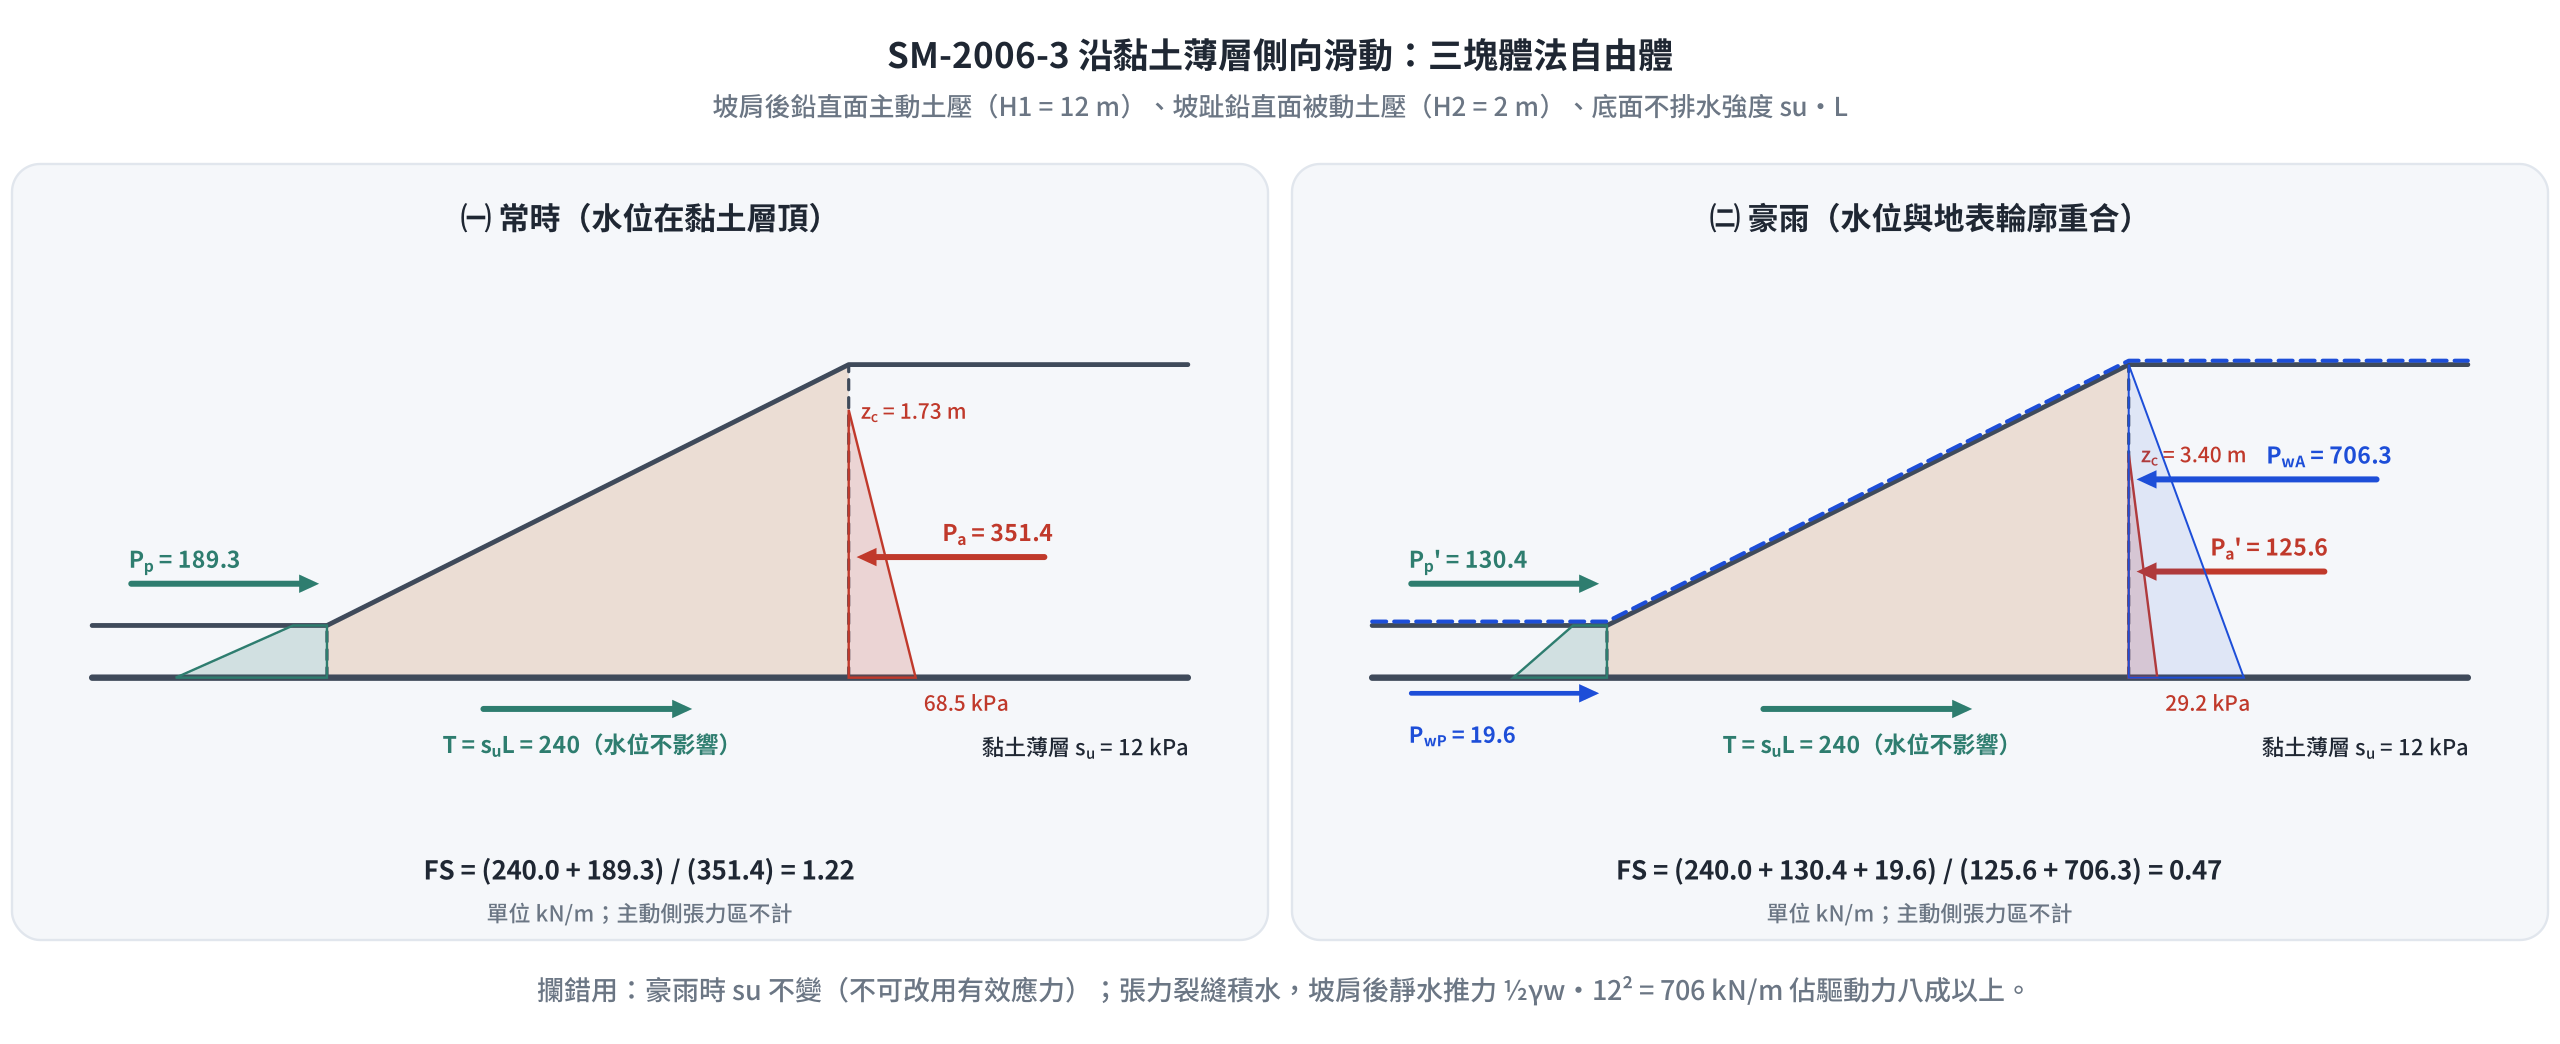 SM-2006-3 沿黏土薄層側向滑動：三塊體法自由體
坡肩後鉛直面主動土壓（H1 = 12 m）、坡趾鉛直面被動土壓（H2 = 2 m）、底面不排水強度 su・L
㈠ 常時（水位在黏土層頂）
zc = 1.73 m
Pa = 351.4
Pp = 189.3
68.5 kPa
T = suL = 240（水位不影響）
黏土薄層 su = 12 kPa
FS = (240.0 + 189.3) / (351.4) = 1.22
單位 kN/m；主動側張力區不計
㈡ 豪雨（水位與地表輪廓重合）
zc = 3.40 m
PwA = 706.3
Pa' = 125.6
Pp' = 130.4
29.2 kPa
PwP = 19.6
T = suL = 240（水位不影響）
黏土薄層 su = 12 kPa
FS = (240.0 + 130.4 + 19.6) / (125.6 + 706.3) = 0.47
單位 kN/m；主動側張力區不計
攔錯用：豪雨時 su 不變（不可改用有效應力）；張力裂縫積水，坡肩後靜水推力 ½γw・12² = 706 kN/m 佔驅動力八成以上。